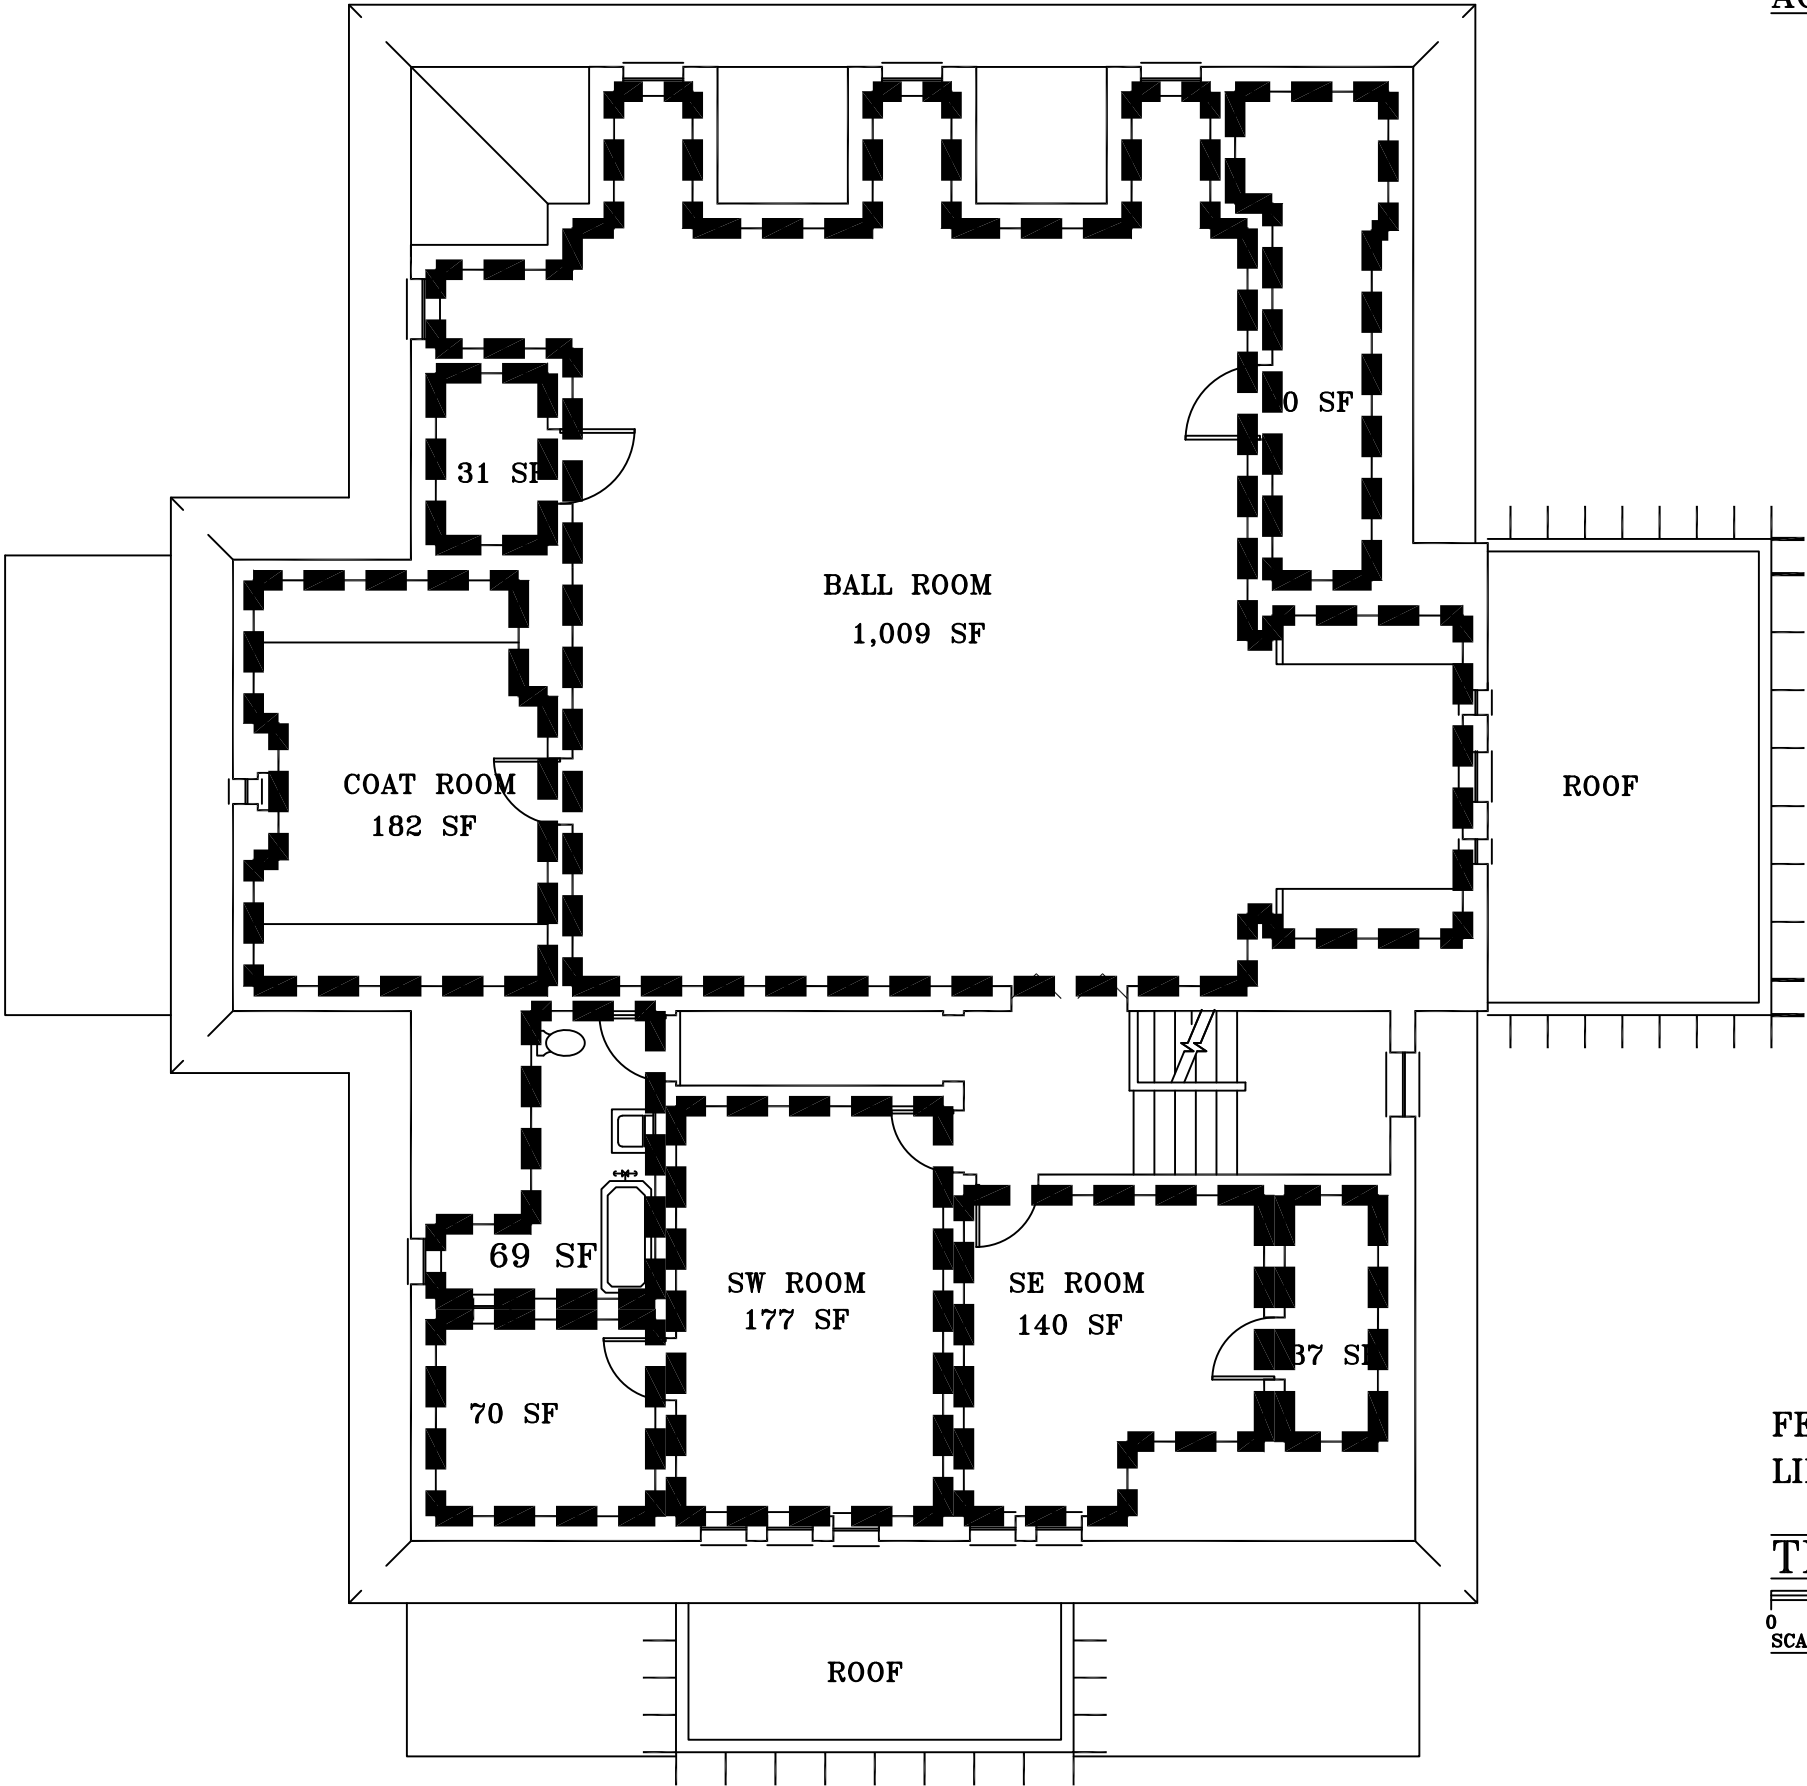 0 SF
31 SF
BALL ROOM
1,009 SF
COAT ROOM
182 SF
ROOF
69 SF
SW ROOM
177 SF
SE ROOM
140 SF
37 SF
70 SF
ROOF
0